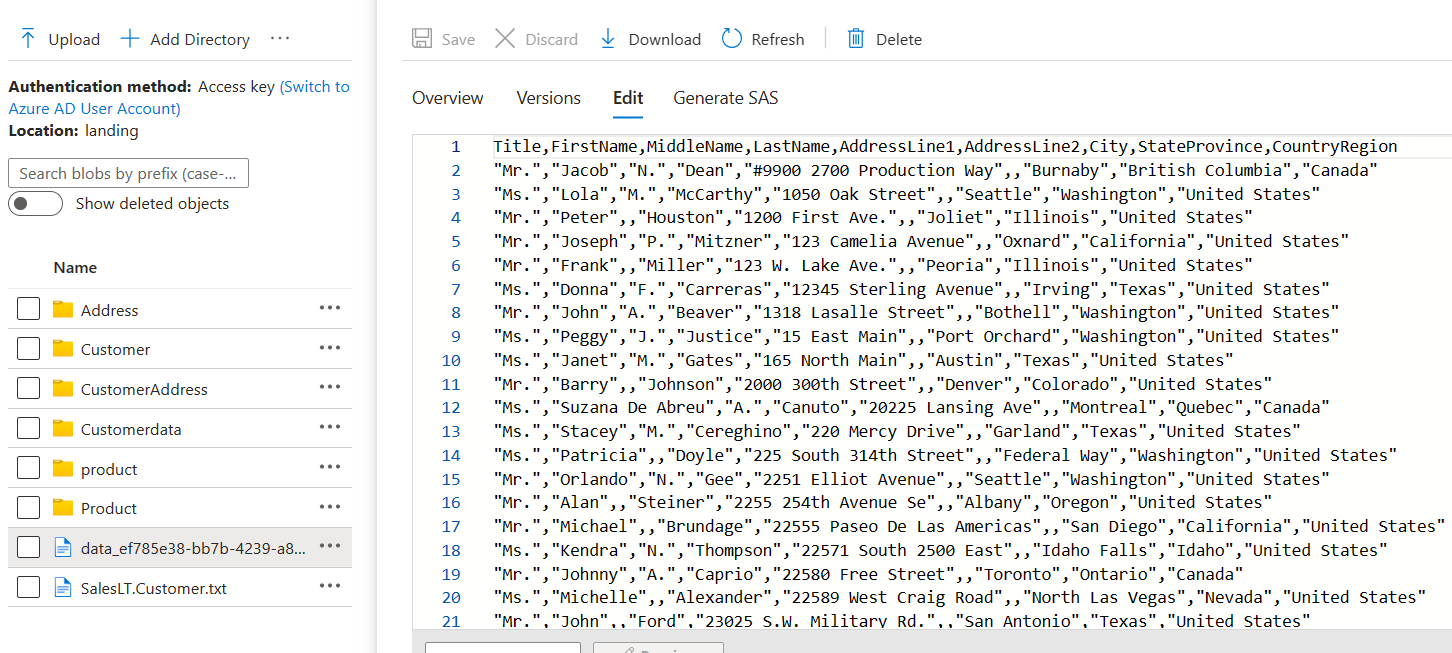 Upload
Add Directory
...
Authentication method: Access key (Switch to
Azure AD User Account)
Location: landing
Search blobs by prefix (case-...
Show deleted objects
Name
Address
Customer
CustomerAddress
Customerdata
product
Product
data_ef785e38-bb7b-4239-a8...
SalesLT.Customer.txt
Save
Discard
Download
Refresh
Delete
Overview
Versions
Edit
Generate SAS
1 Title,FirstName,MiddleName,LastName,AddressLine1,AddressLine2,City,StateProvince,CountryRegion
2 "Mr.","Jacob","N.","Dean","#9900 2700 Production Way",,"Burnaby","British Columbia","Canada"
3 "Ms.","Lola","M.","McCarthy","1050 Oak Street",,"Seattle","Washington","United States"
4 "Mr.","Peter",,"Houston","1200 First Ave.",,"Joliet","Illinois","United States"
5 "Mr.","Joseph","P.","Mitzner","123 Camelia Avenue",,"Oxnard","California","United States"
6 "Mr.","Frank",,"Miller","123 W. Lake Ave.",,"Peoria","Illinois","United States"
7 "Ms.","Donna","F.","Carreras","12345 Sterling Avenue",,"Irving","Texas","United States"
8 "Mr.","John","A.","Beaver","1318 Lasalle Street",,"Bothell","Washington","United States"
9 "Ms.","Peggy","J.","Justice","15 East Main",,"Port Orchard","Washington","United States"
10 "Ms.","Janet","M.","Gates","165 North Main",,"Austin","Texas","United States"
11 "Mr.","Barry",,"Johnson","2000 300th Street",,"Denver","Colorado","United States"
12 "Ms.","Suzana De Abreu","A.","Canuto","20225 Lansing Ave",,"Montreal","Quebec","Canada"
13 "Ms.","Stacey","M.","Cereghino","220 Mercy Drive",,"Garland","Texas","United States"
14 "Ms.","Patricia",,"Doyle","225 South 314th Street",,"Federal Way","Washington","United States"
15 "Mr.","Orlando","N.","Gee","2251 Elliot Avenue",,"Seattle","Washington","United States"
16 "Mr.","Alan",,"Steiner","2255 254th Avenue Se",,"Albany","Oregon","United States"
17 "Mr.","Michael",,"Brundage","22555 Paseo De Las Americas",,"San Diego","California","United States"
18 "Ms.","Kendra","N.","Thompson","22571 South 2500 East",,"Idaho Falls","Idaho","United States"
19 "Mr.","Johnny","A.","Caprio","22580 Free Street",,"Toronto","Ontario","Canada"
20 "Ms.","Michelle",,"Alexander","22589 West Craig Road",,"North Las Vegas","Nevada","United States"
21 "Mr.","John",,"Ford","23025 S.W. Military Rd.",,"San Antonio","Texas","United States"